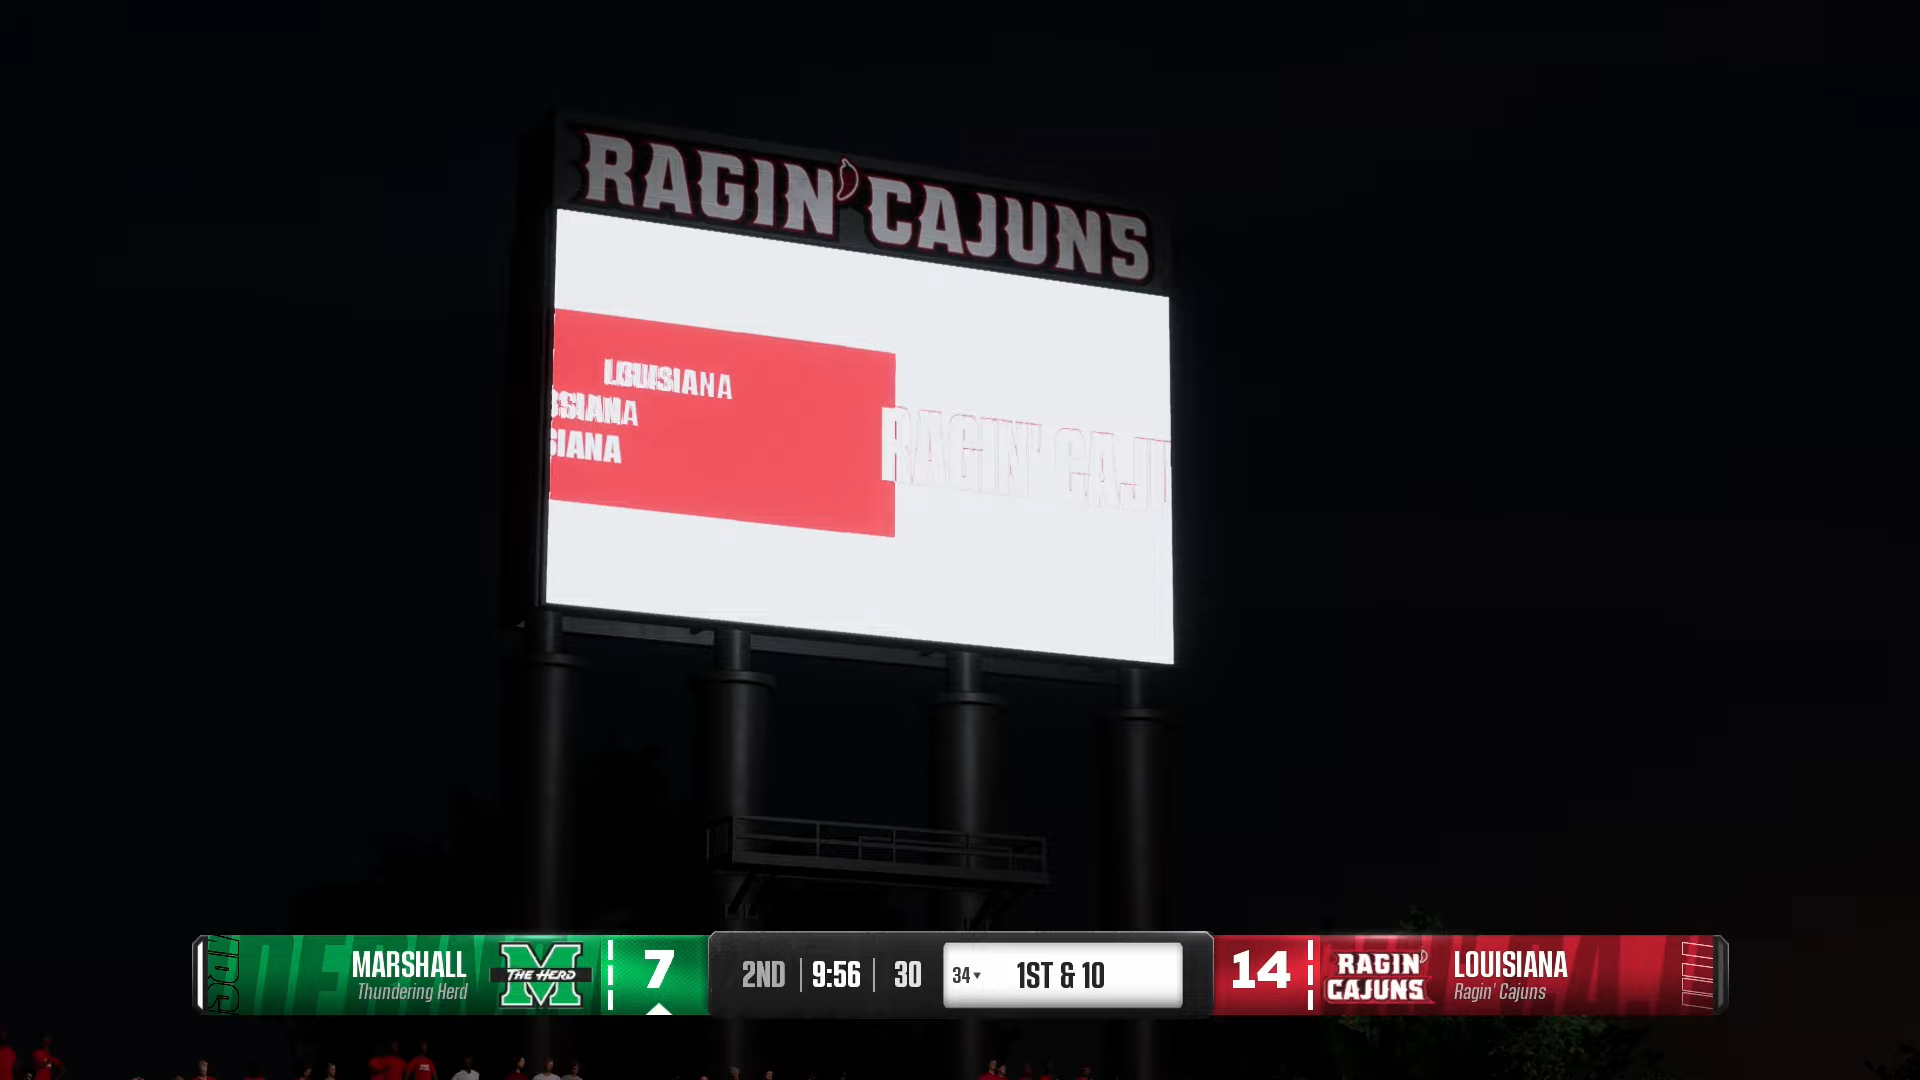 RAGIN' CAJUNS
LOUISIANA
SIANA
SIANA
RAGIN' CAJU
MARSHALL
Thundering Herd
M
THE HERD
7
2ND
9:56
30
34▾
1ST & 10
14
RAGIN'
CAJUNS
LOUISIANA
Ragin' Cajuns